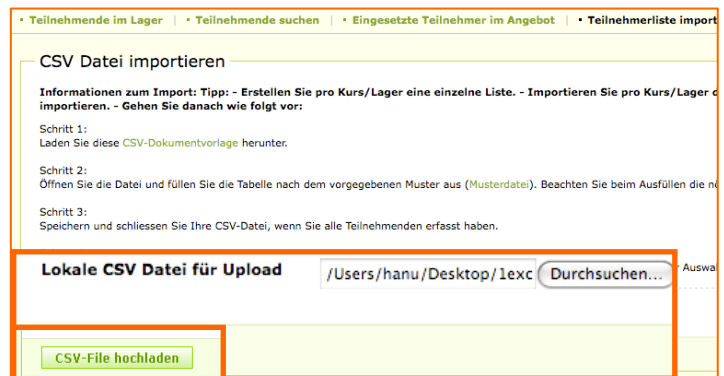 Teilnehmende im Lager | Teilnehmende suchen | Eingesetzte Teilnehmer im Angebot | Teilnehmerliste import
CSV Datei importieren
Informationen zum Import: Tipp: - Erstellen Sie pro Kurs/Lager eine einzelne Liste. - Importieren Sie pro Kurs/Lager
importieren. - Gehen Sie danach wie folgt vor:
Schritt 1:
Laden Sie diese CSV-Dokumentvorlage herunter.
Schritt 2:
Öffnen Sie die Datei und füllen Sie die Tabelle nach dem vorgegebenen Muster aus (Musterdatei). Beachten Sie beim Ausfüllen die
Schritt 3:
Speichern und schliessen Sie Ihre CSV-Datei, wenn Sie alle Teilnehmenden erfasst haben.
Lokale CSV Datei für Upload /Users/hanu/Desktop/1exc Durchsuchen...
CSV-File hochladen